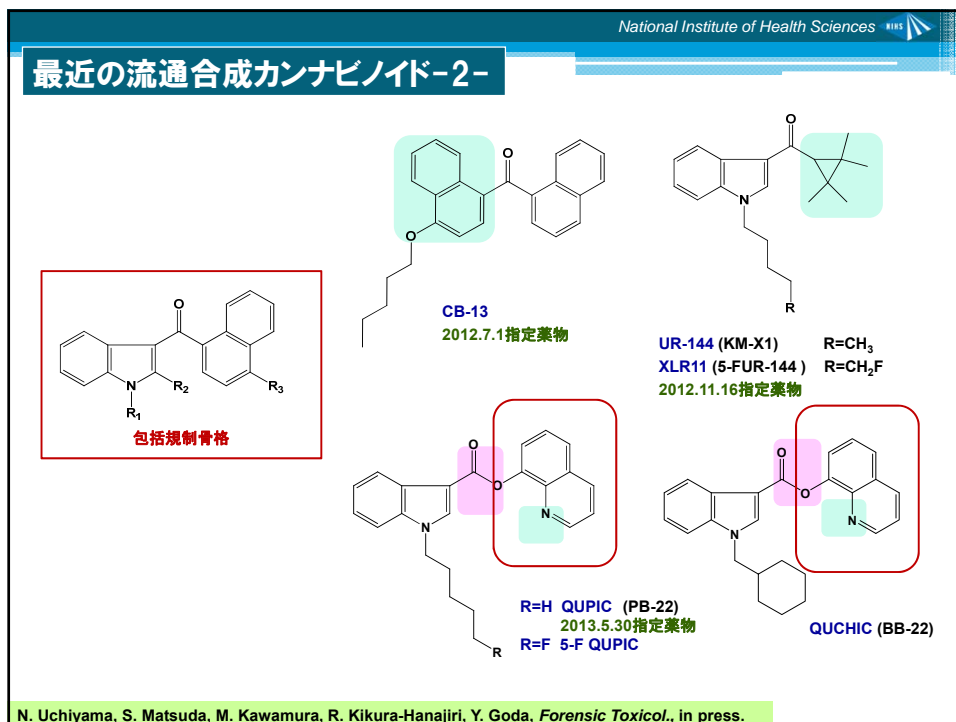 National Institute of Health Sciences NIHS
最近の流通合成カンナビノイド-2-
O
O
CB-13
2012.7.1指定薬物
O
N
R
UR-144 (KM-X1) R=CH₃
XLR11 (5-FUR-144 ) R=CH₂F
2012.11.16指定薬物
O
N
R₁
R₂
R₃
包括規制骨格
O
O
N
N
R
R=H QUPIC (PB-22)
2013.5.30指定薬物
R=F 5-F QUPIC
O
O
N
N
QUCHIC (BB-22)
N. Uchiyama, S. Matsuda, M. Kawamura, R. Kikura-Hanajiri, Y. Goda, Forensic Toxicol., in press.